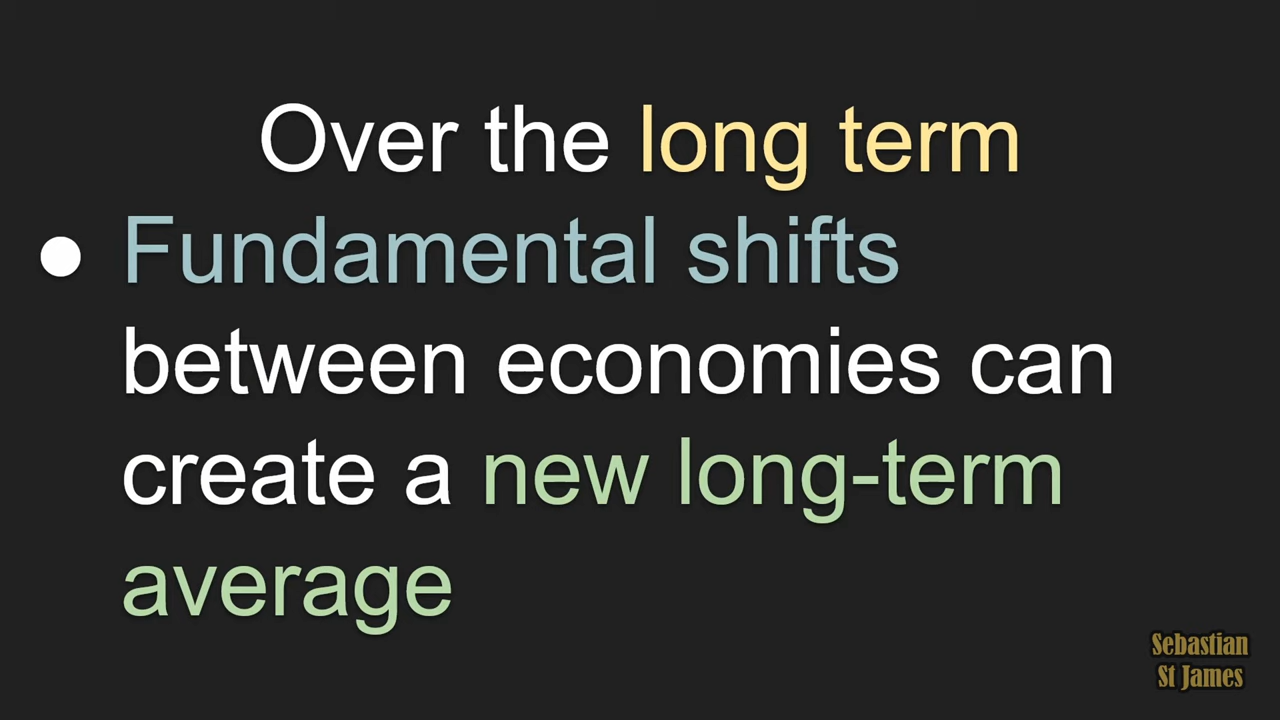 Over the long term
● Fundamental shifts
between economies can
create a new long-term
average
Sebastian
St James